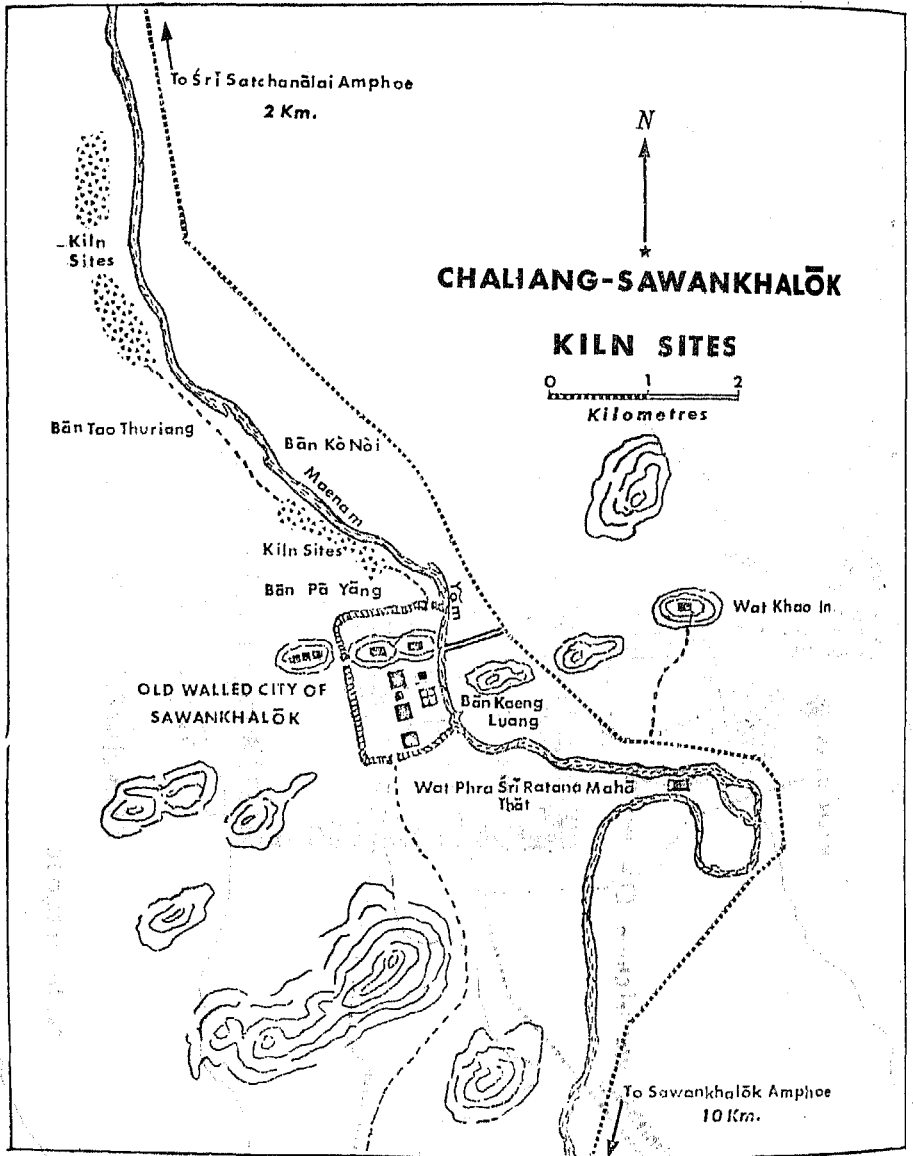 To Śrī Satchanālai Amphoe
2 Km.
N
Kiln
Sites
CHALIANG-SAWANKHALŌK
KILN SITES
0 1 2
Kilometres
Bān Tao Thuriang
Bān Kò Nòi
Maenam
Kiln Sites
Bān Pā Yāng
Yom
Wat Khao In
OLD WALLED CITY OF
SAWANKHALŌK
Bān Kaeng
Luang
Wat Phra Śrī Ratana Mahā
Thāt
To Sawankhalōk Amphoe
10 Km.